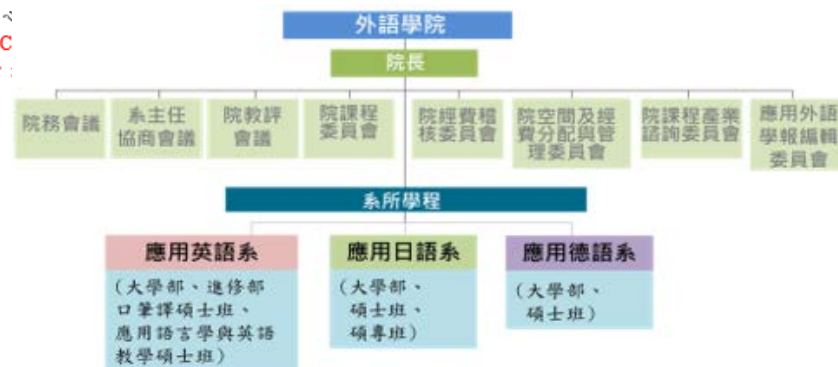 外語學院
院長
院務會議
系主任
協商會議
院教評
會議
院課程
委員會
院經費稽
核委員會
院空間及經
費分配與管
理委員會
院課程產業
諮詢委員會
應用外語
學報編輯
委員會
系所學程
應用英語系
(大學部、進修部
口筆譯碩士班、
應用語言學與英語
教學碩士班)
應用日語系
(大學部、
碩士班、
碩專班)
應用德語系
(大學部、
碩士班)